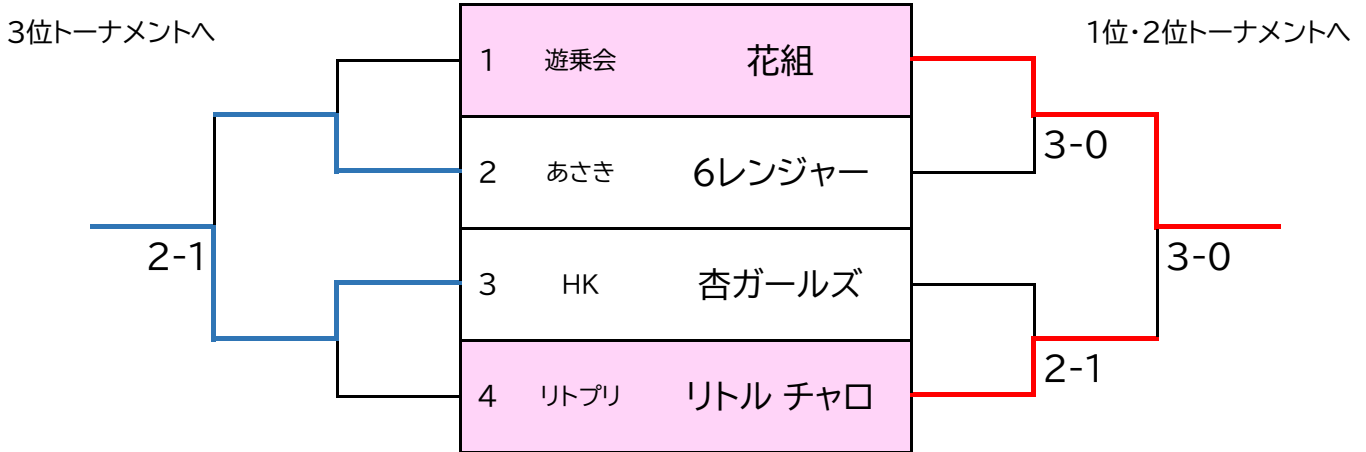 3位トーナメントへ
1位・2位トーナメントへ
1 遊乗会 花組
3-0
2 あさき 6レンジャー
2-1
3-0
3 HK 杏ガールズ
2-1
4 リトプリ リトル チャロ